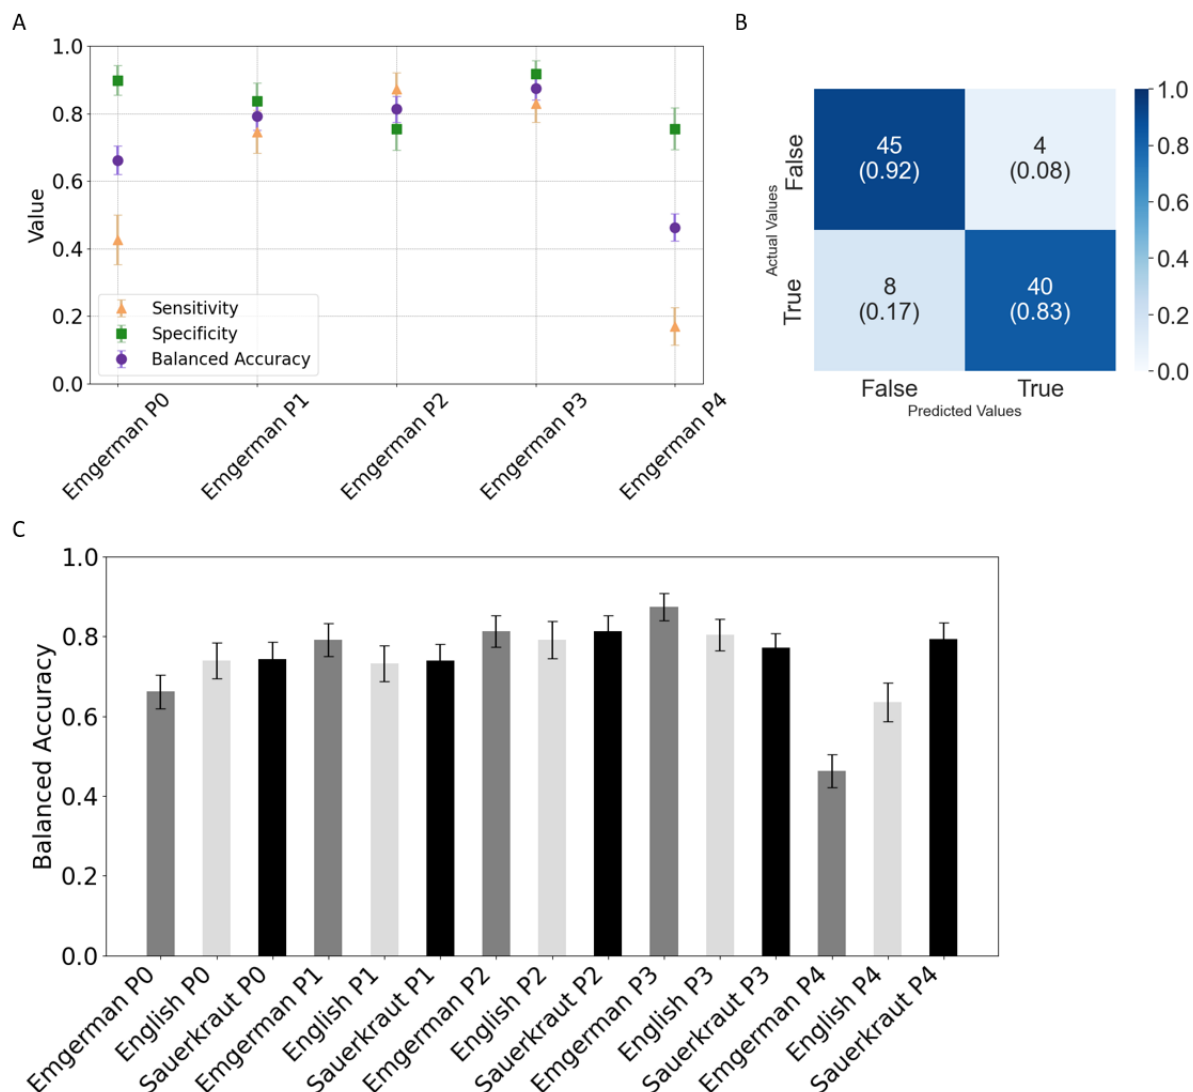 A
1.0
0.8
0.6
0.4
0.2
0.0
Value
Sensitivity
Specificity
Balanced Accuracy
Emgerman P0
Emgerman P1
Emgerman P2
Emgerman P3
Emgerman P4
B
Actual Values
False
True
45
(0.92)
4
(0.08)
8
(0.17)
40
(0.83)
False
True
Predicted Values
1.0
0.8
0.6
0.4
0.2
0.0
C
1.0
0.8
0.6
0.4
0.2
0.0
Balanced Accuracy
Emgerman P0
English P0
Sauerkraut P0
Emgerman P1
English P1
Sauerkraut P1
Emgerman P2
English P2
Sauerkraut P2
Emgerman P3
English P3
Sauerkraut P3
Emgerman P4
English P4
Sauerkraut P4